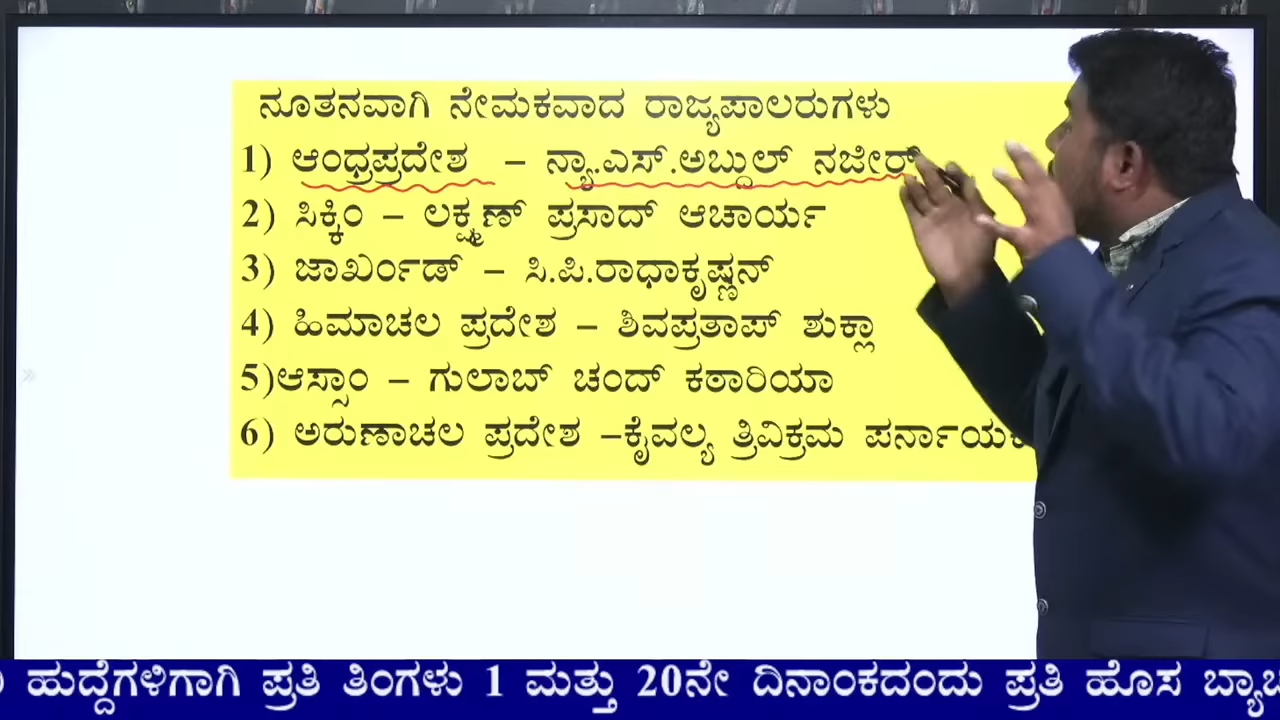 ನೂತನವಾಗಿ ನೇಮಕವಾದ ರಾಜ್ಯಪಾಲರುಗಳು
1) ಆಂಧ್ರಪ್ರದೇಶ – ನ್ಯಾ.ಎಸ್.ಅಬ್ದುಲ್ ನಜೀರ್
2) ಸಿಕ್ಕಿಂ – ಲಕ್ಷ್ಮಣ್ ಪ್ರಸಾದ್ ಆಚಾರ್ಯ
3) ಜಾರ್ಖಂಡ್ – ಸಿ.ಪಿ.ರಾಧಾಕೃಷ್ಣನ್
4) ಹಿಮಾಚಲ ಪ್ರದೇಶ – ಶಿವಪ್ರತಾಪ್ ಶುಕ್ಲಾ
5)ಆಸ್ಸಾಂ – ಗುಲಾಬ್ ಚಂದ್ ಕಠಾರಿಯಾ
6) ಅರುಣಾಚಲ ಪ್ರದೇಶ –ಕೈವಲ್ಯ ತ್ರಿವಿಕ್ರಮ ಪರ್ನಾಯಕ
ಹುದ್ದೆಗಳಿಗಾಗಿ ಪ್ರತಿ ತಿಂಗಳು 1 ಮತ್ತು 20ನೇ ದಿನಾಂಕದಂದು ಪ್ರತಿ ಹೊಸ